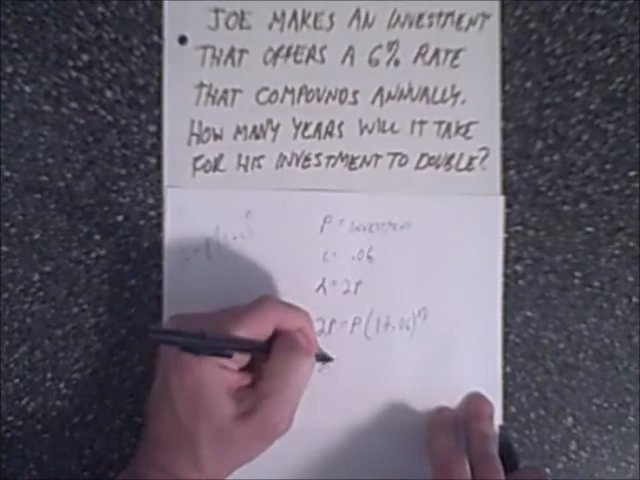 JOE MAKES AN INVESTMENT
THAT OFFERS A 6% RATE
THAT COMPOUNDS ANNUALLY.
HOW MANY YEARS WILL IT TAKE
FOR HIS INVESTMENT TO DOUBLE?
P = INVESTMENT
i = .06
A = 2P
2P = P(1+.06)^n